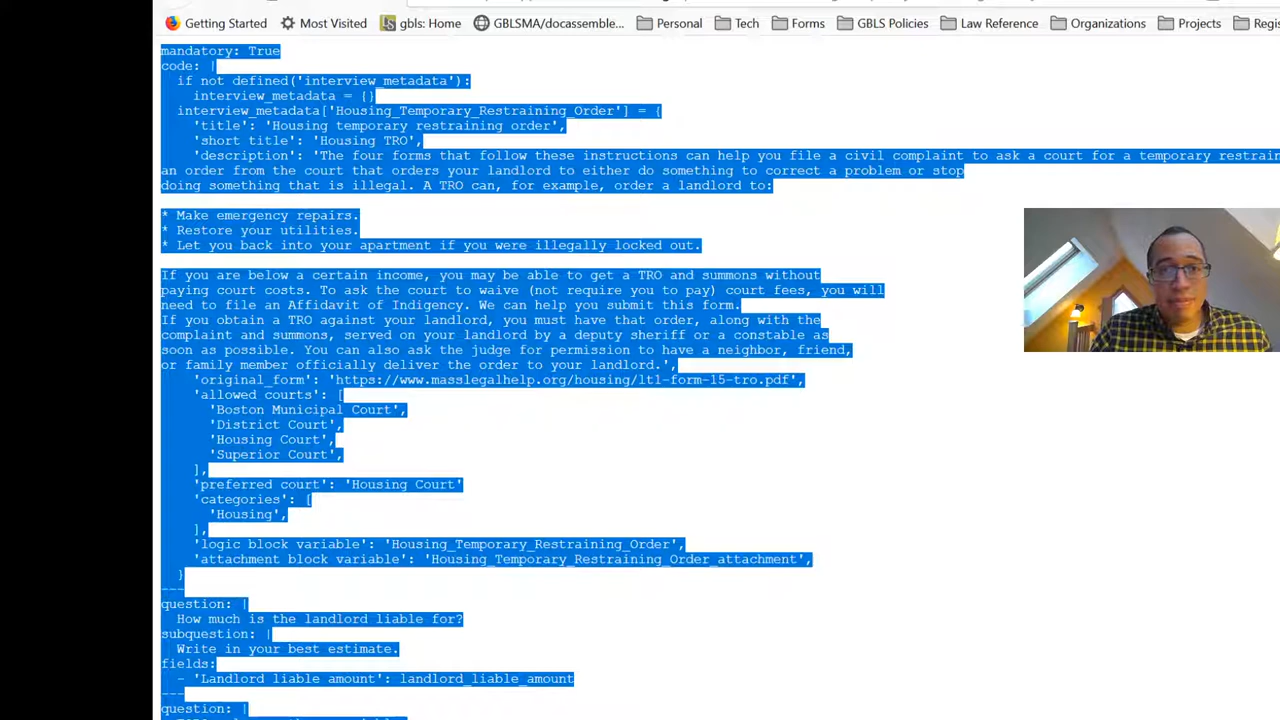 Getting Started Most Visited gbls: Home GBLSMA/docassemble... Personal Tech Forms GBLS Policies Law Reference Organizations Projects Regis
mandatory: True
code: |
if not defined('interview_metadata'):
interview_metadata = {}
interview_metadata['Housing_Temporary_Restraining_Order'] = {
'title': 'Housing temporary restraining order',
'short title': 'Housing TRO',
'description': 'The four forms that follow these instructions can help you file a civil complaint to ask a court for a temporary restrain
an order from the court that orders your landlord to either do something to correct a problem or stop
doing something that is illegal. A TRO can, for example, order a landlord to:
* Make emergency repairs.
* Restore your utilities.
* Let you back into your apartment if you were illegally locked out.
If you are below a certain income, you may be able to get a TRO and summons without
paying court costs. To ask the court to waive (not require you to pay) court fees, you will
need to file an Affidavit of Indigency. We can help you submit this form.
If you obtain a TRO against your landlord, you must have that order, along with the
complaint and summons, served on your landlord by a deputy sheriff or a constable as
soon as possible. You can also ask the judge for permission to have a neighbor, friend,
or family member officially deliver the order to your landlord.',
'original_form': 'https://www.masslegalhelp.org/housing/lt1-form-15-tro.pdf',
'allowed courts': [
'Boston Municipal Court',
'District Court',
'Housing Court',
'Superior Court',
],
'preferred court': 'Housing Court'
'categories': [
'Housing',
],
'logic block variable': 'Housing_Temporary_Restraining_Order',
'attachment block variable': 'Housing_Temporary_Restraining_Order_attachment',
}
---
question: |
How much is the landlord liable for?
subquestion: |
Write in your best estimate.
fields:
- 'Landlord liable amount': landlord_liable_amount
---
question: |